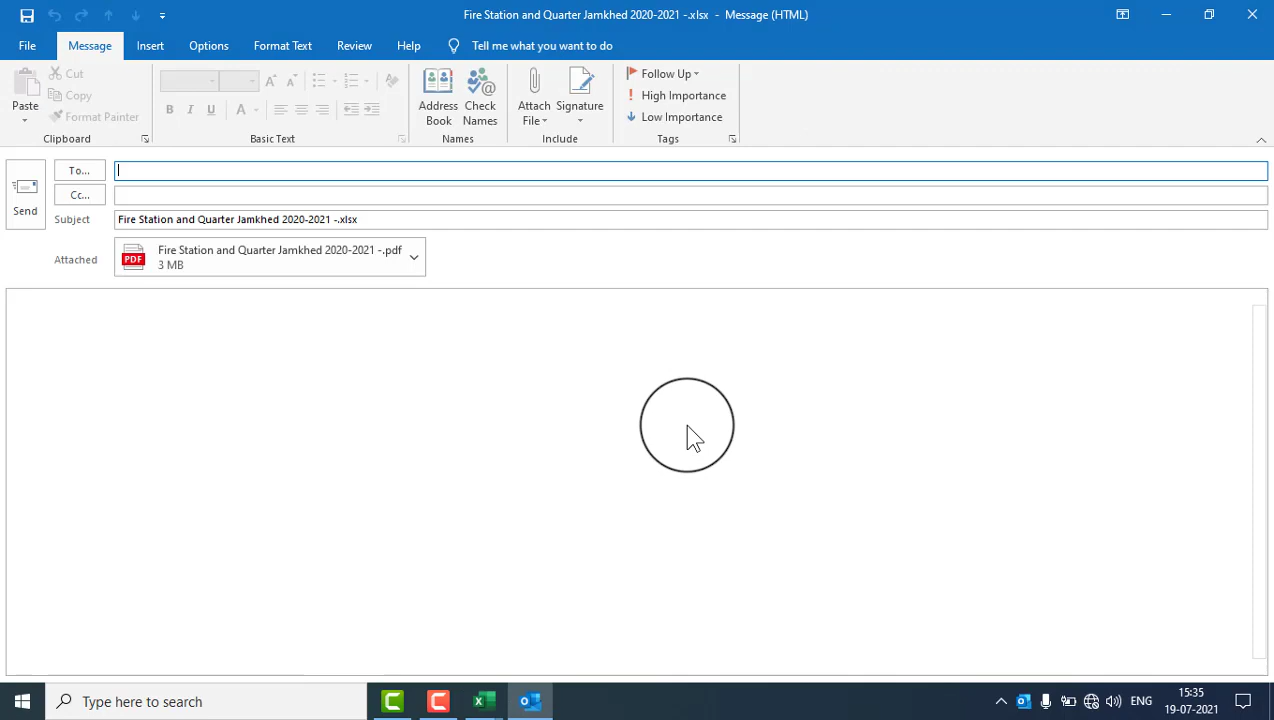 Fire Station and Quarter Jamkhed 2020-2021 -.xlsx - Message (HTML)
File Message Insert Options Format Text Review Help Tell me what you want to do
Paste
Cut
Copy
Format Painter
Clipboard
B I U A
Basic Text
Address Book
Check Names
Names
Attach File
Signature
Include
Follow Up
High Importance
Low Importance
Tags
Send
To...
Cc...
Subject Fire Station and Quarter Jamkhed 2020-2021 -.xlsx
Attached
PDF
Fire Station and Quarter Jamkhed 2020-2021 -.pdf
3 MB
Type here to search
ENG
15:35
19-07-2021